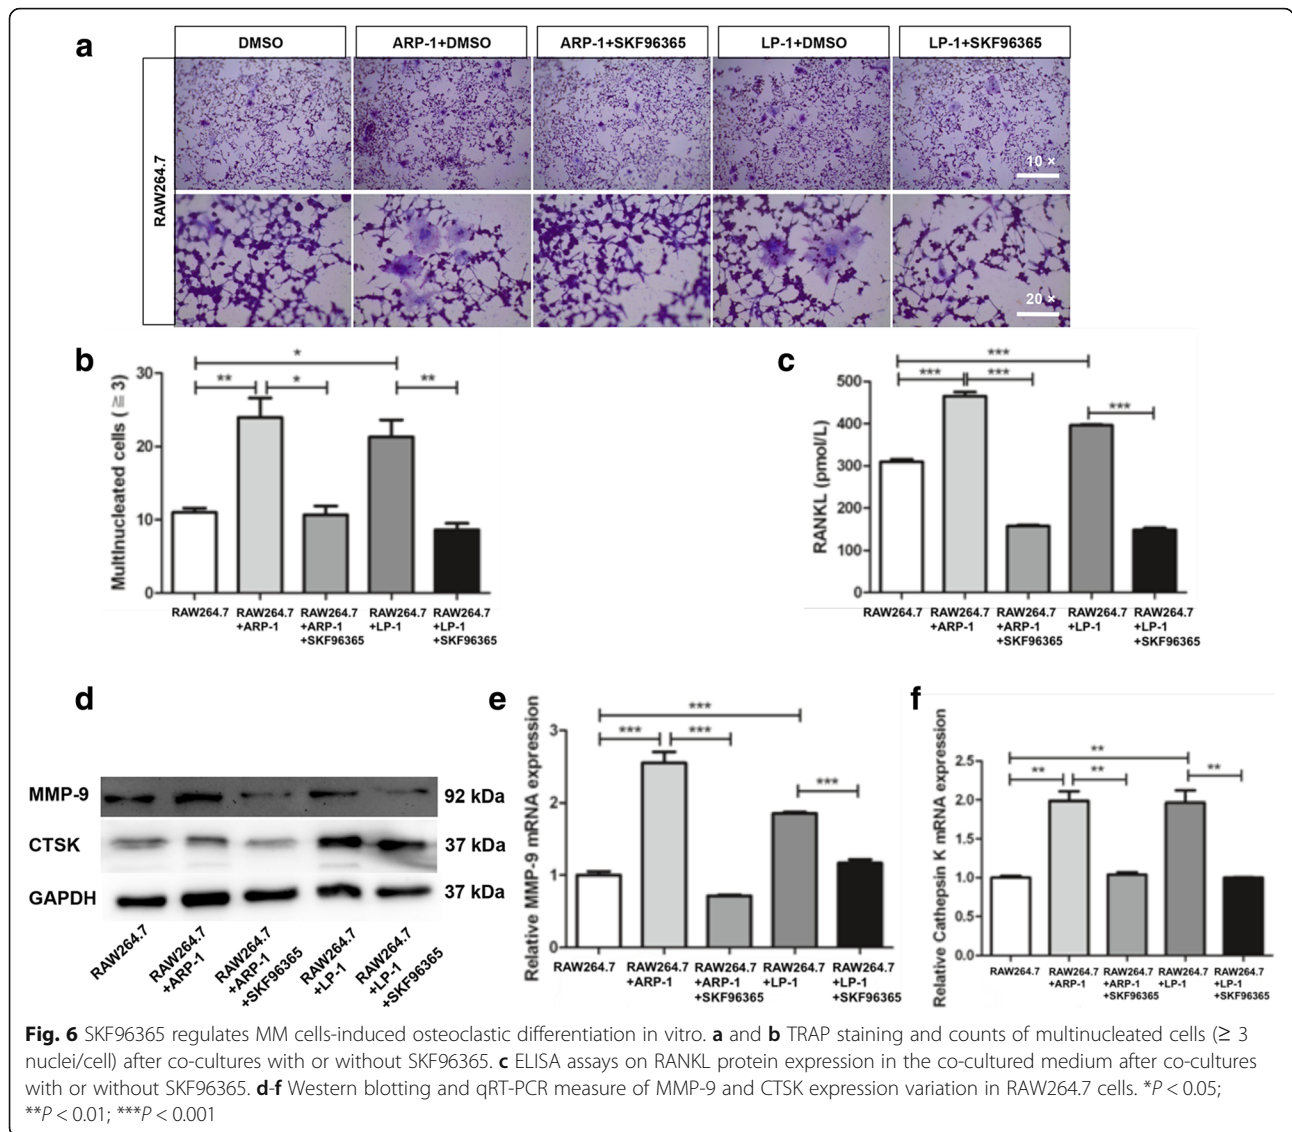 a
DMSO
ARP-1+DMSO
ARP-1+SKF96365
LP-1+DMSO
LP-1+SKF96365
RAW264.7
10 ×
20 ×
b
MultInucleated cells ( ≧ 3)
30
20
10
0
*
** * **
RAW264.7
RAW264.7
+ARP-1
RAW264.7
+ARP-1
+SKF96365
RAW264.7
+LP-1
RAW264.7
+LP-1
+SKF96365
c
RANKL (pmol/L)
500
400
300
200
100
0
***
*** ***
***
RAW264.7
RAW264.7
+ARP-1
RAW264.7
+ARP-1
+SKF96365
RAW264.7
+LP-1
RAW264.7
+LP-1
+SKF96365
d
MMP-9 92 kDa
CTSK 37 kDa
GAPDH 37 kDa
RAW264.7
RAW264.7
+ARP-1
RAW264.7
+ARP-1
+SKF96365
RAW264.7
+LP-1
RAW264.7
+LP-1
+SKF96365
e
Relative MMP-9 mRNA expression
3
2
1
0
***
*** ***
***
RAW264.7
RAW264.7
+ARP-1
RAW264.7
+ARP-1
+SKF96365
RAW264.7
+LP-1
RAW264.7
+LP-1
+SKF96365
f
Relative Cathepsin K mRNA expression
2.5
2.0
1.5
1.0
0.5
0.0
**
** ** **
RAW264.7
RAW264.7
+ARP-1
RAW264.7
+ARP-1
+SKF96365
RAW264.7
+LP-1
RAW264.7
+LP-1
+SKF96365
Fig. 6 SKF96365 regulates MM cells-induced osteoclastic differentiation in vitro. a and b TRAP staining and counts of multinucleated cells (≥ 3
nuclei/cell) after co-cultures with or without SKF96365. c ELISA assays on RANKL protein expression in the co-cultured medium after co-cultures
with or without SKF96365. d-f Western blotting and qRT-PCR measure of MMP-9 and CTSK expression variation in RAW264.7 cells. *P < 0.05;
**P < 0.01; ***P < 0.001